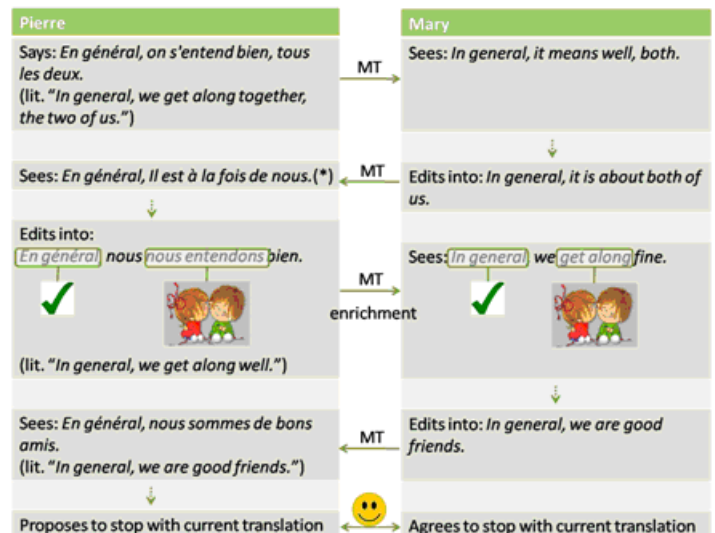 Pierre
Says: En général, on s'entend bien, tous
les deux.
(lit. "In general, we get along together,
the two of us.")
MT
Mary
Sees: In general, it means well, both.
Sees: En général, Il est à la fois de nous.(*)
MT
Edits into: In general, it is about both of
us.
Edits into:
En général, nous nous entendons bien.
(lit. "In general, we get along well.")
MT
enrichment
Sees: In general, we get along fine.
Sees: En général, nous sommes de bons
amis.
(lit. "In general, we are good friends.")
MT
Edits into: In general, we are good
friends.
Proposes to stop with current translation
Agrees to stop with current translation